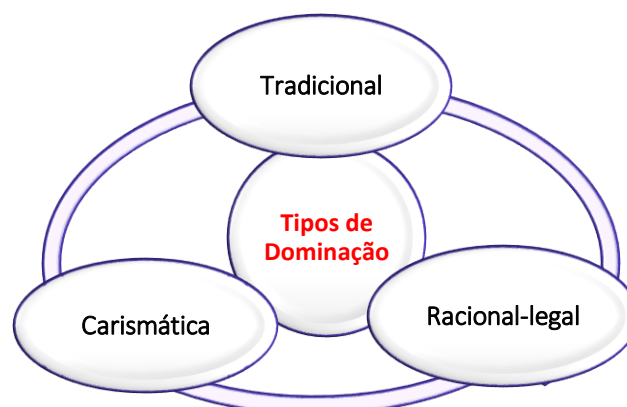 Tradicional
Tipos de
Dominação
Carismática
Racional-legal